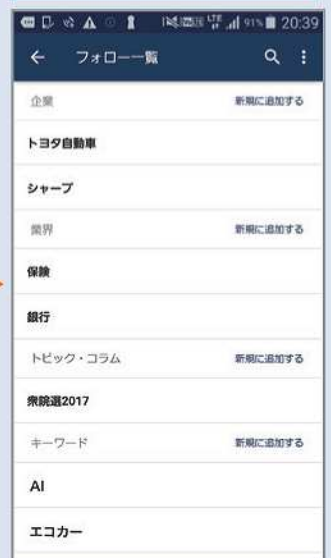 LTE 91% 20:39
フォロー一覧
企業 新規に追加する
トヨタ自動車
シャープ
業界 新規に追加する
保険
銀行
トピック・コラム 新規に追加する
衆院選2017
キーワード 新規に追加する
AI
エコカー